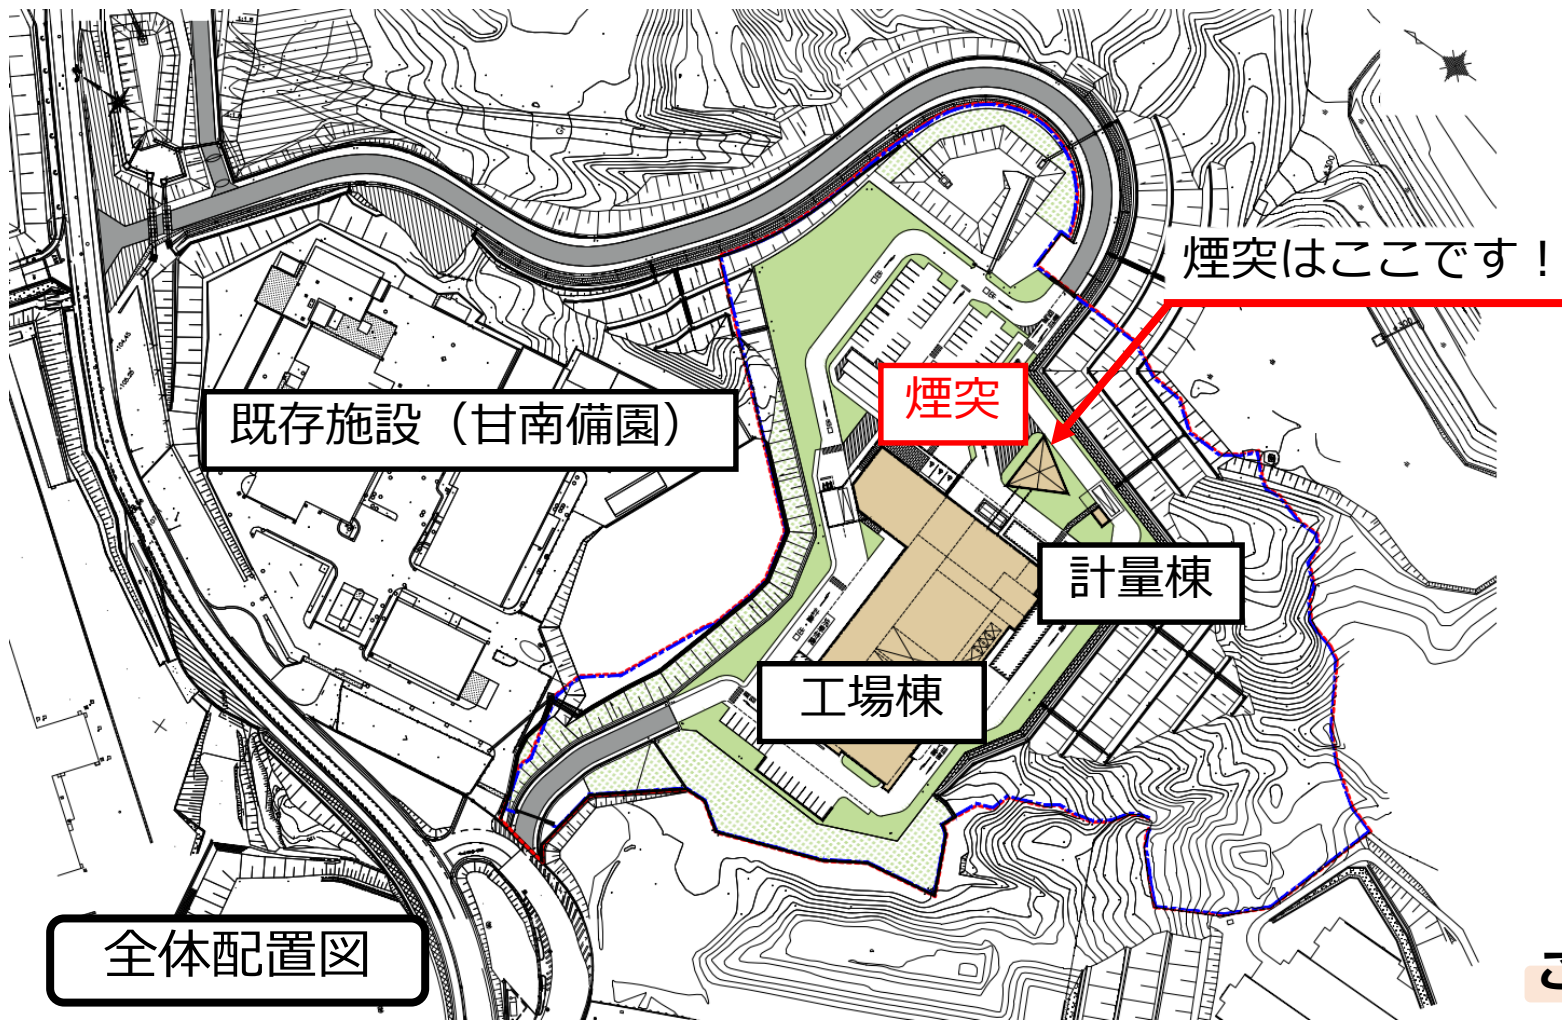 煙突はここです！
煙突
既存施設（甘南備園）
計量棟
工場棟
全体配置図